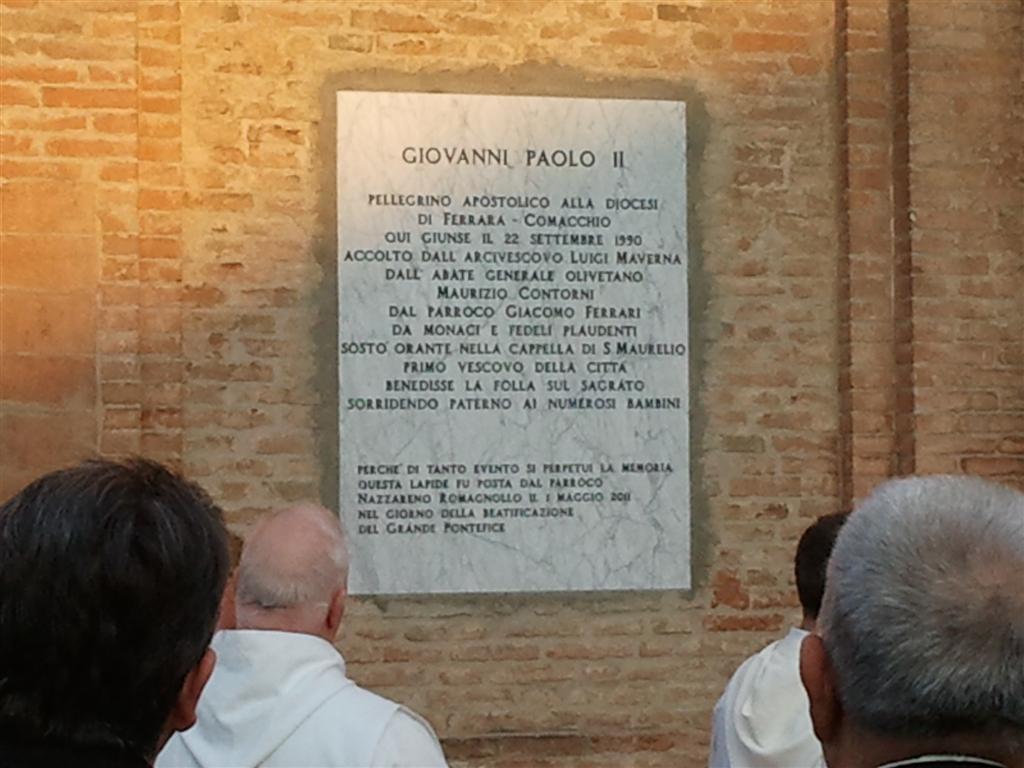 GIOVANNI PAOLO II
PELLEGRINO APOSTOLICO ALLA DIOCESI
DI FERRARA - COMACCHIO
QUI GIUNSE IL 22 SETTEMBRE 1990
ACCOLTO DALL'ARCIVESCOVO LUIGI MAVERNA
DALL'ABATE GENERALE OLIVETANO
MAURIZIO CONTORNI
DAL PARROCO GIACOMO FERRARI
DA MONACI E FEDELI PLAUDENTI
SOSTÒ ORANTE NELLA CAPPELLA DI S. MAURELIO
PRIMO VESCOVO DELLA CITTÀ
BENEDISSE LA FOLLA SUL SAGRATO
SORRIDENDO PATERNO AI NUMEROSI BAMBINI
PERCHE' DI TANTO EVENTO SI PERPETUI LA MEMORIA
QUESTA LAPIDE FU POSTA DAL PARROCO
NAZZARENO ROMAGNOLLO IL 1 MAGGIO 2011
NEL GIORNO DELLA BEATIFICAZIONE
DEL GRANDE PONTEFICE